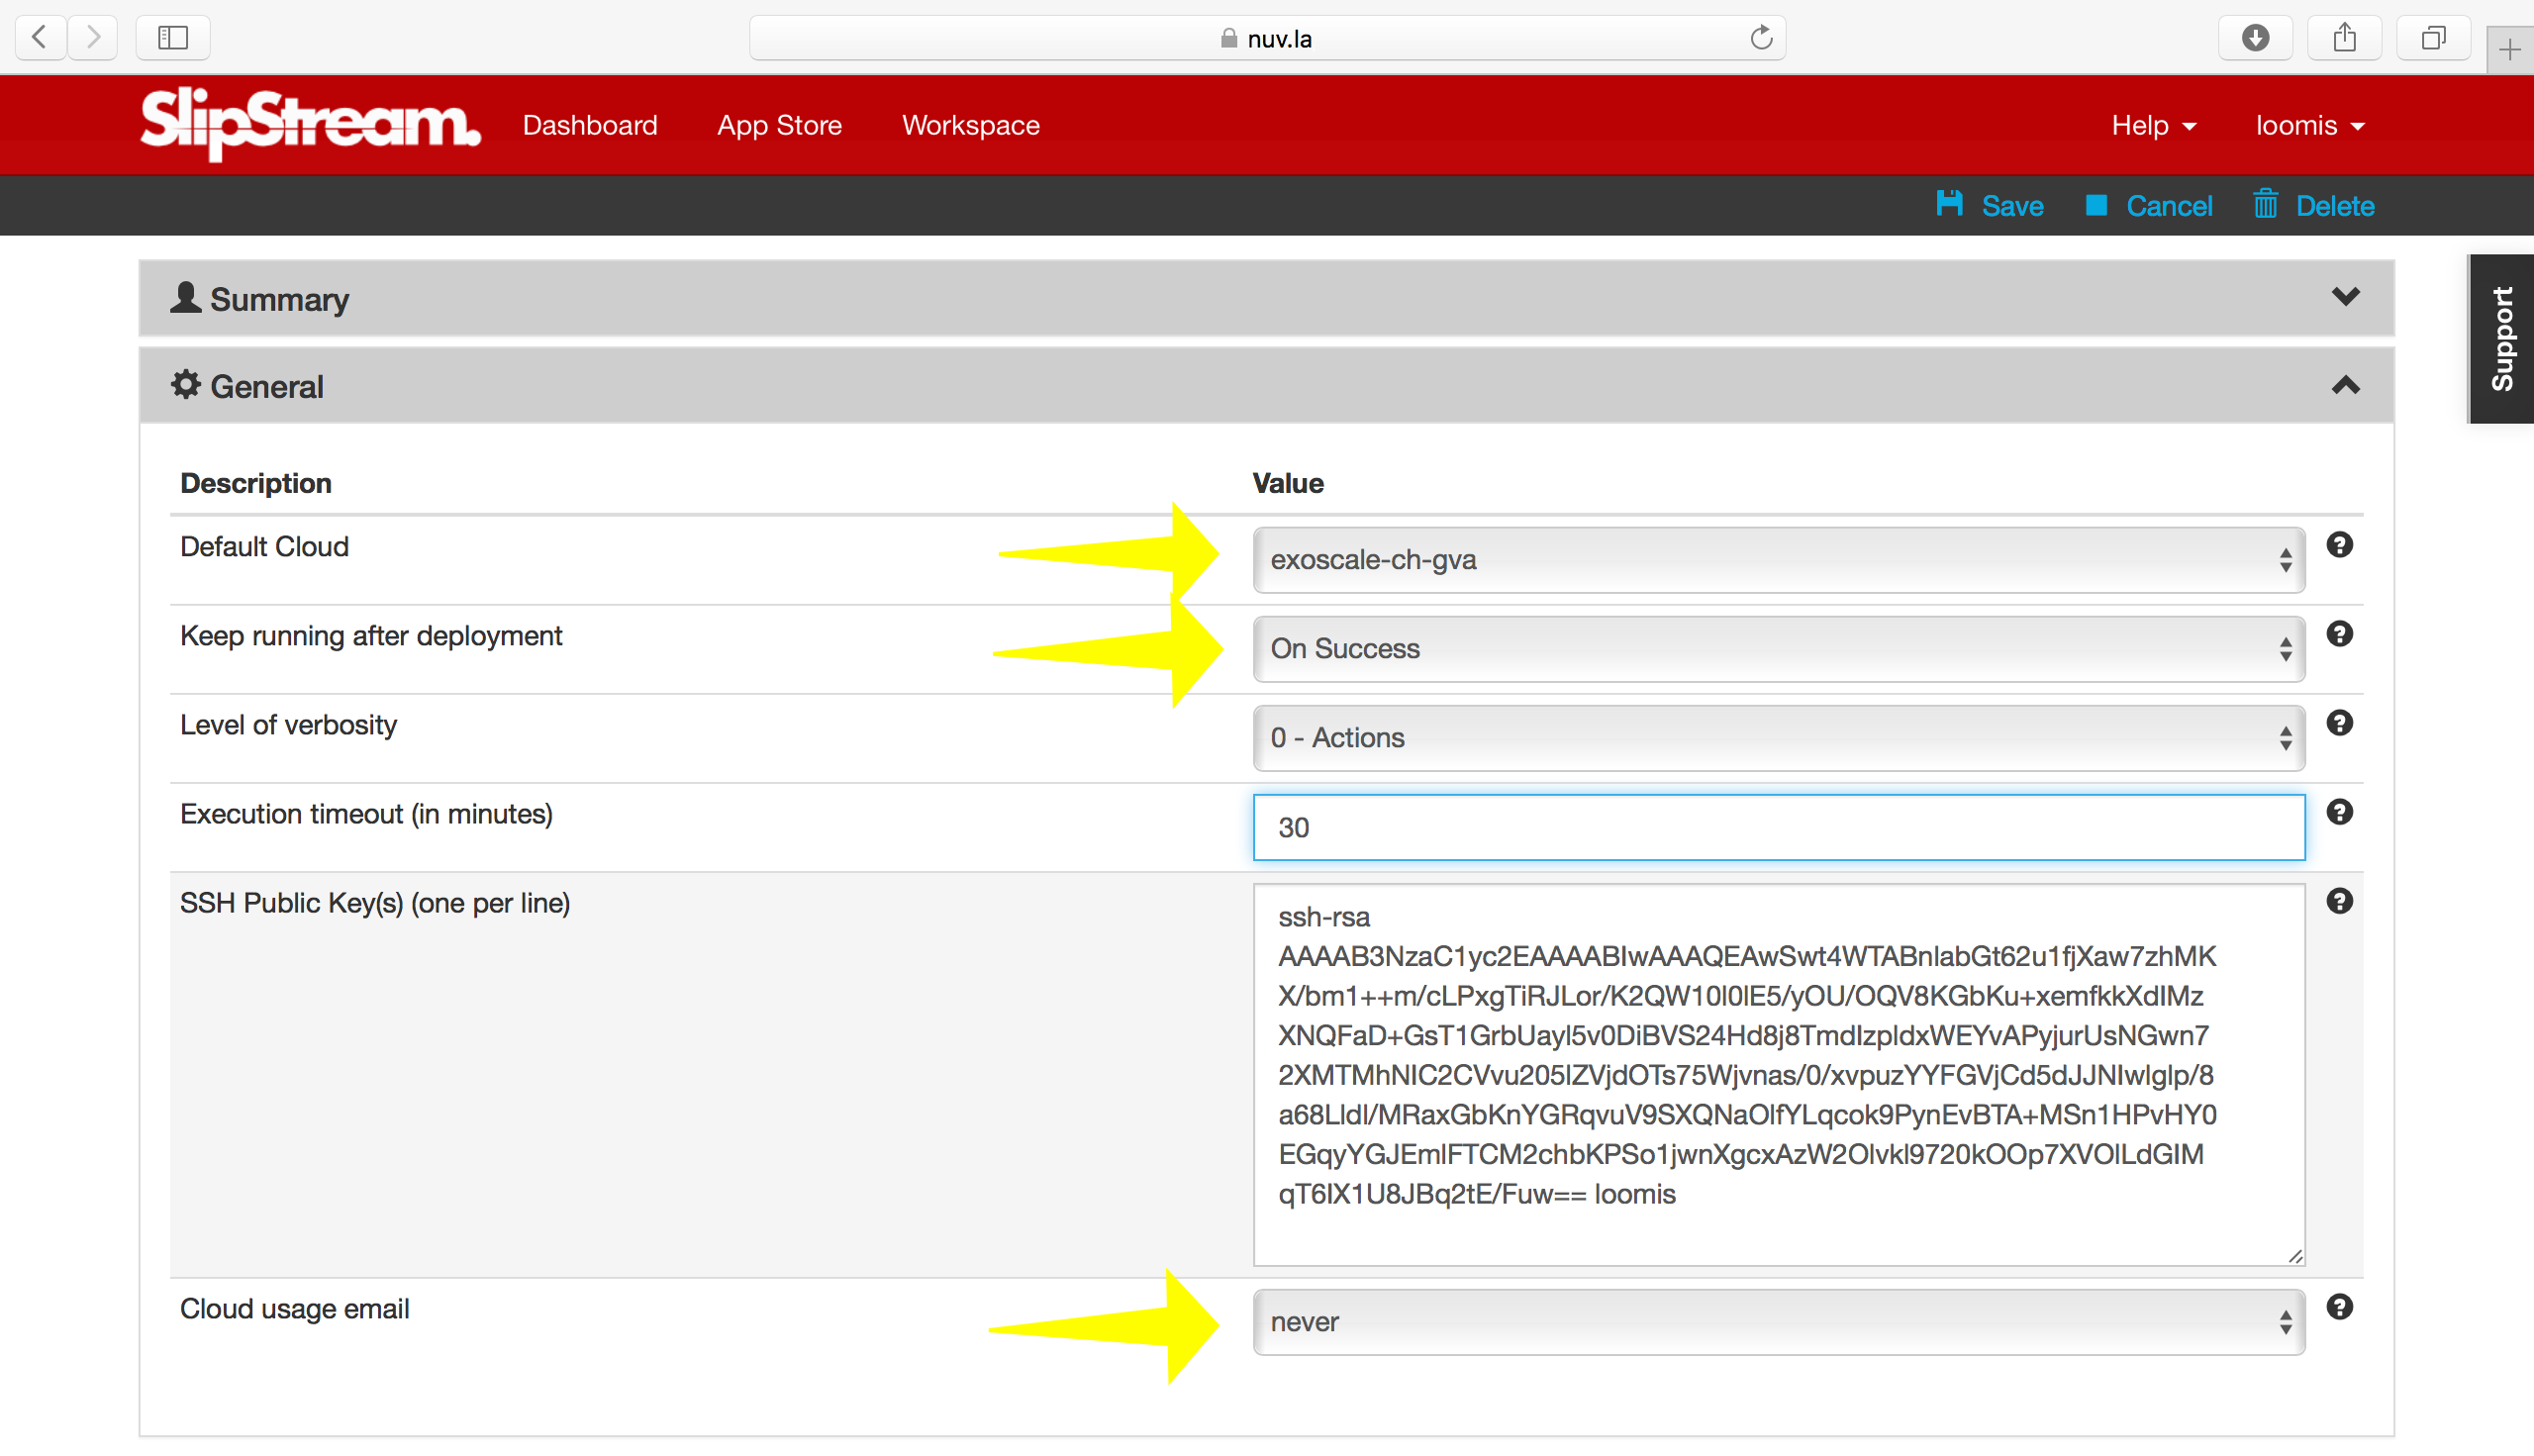 nuv.la
SlipStream.
Dashboard
App Store
Workspace
Help
loomis
Save
Cancel
Delete
Support
Summary
General
Description
Value
Default Cloud
exoscale-ch-gva
Keep running after deployment
On Success
Level of verbosity
0 - Actions
Execution timeout (in minutes)
30
SSH Public Key(s) (one per line)
ssh-rsa
AAAAB3NzaC1yc2EAAAABIwAAAQEAwSwt4WTABnlabGt62u1fjXaw7zhMK
X/bm1++m/cLPxgTiRJLor/K2QW10l0lE5/yOU/OQV8KGbKu+xemfkkXdIMz
XNQFaD+GsT1GrbUayl5v0DiBVS24Hd8j8TmdIzpldxWEYvAPyjurUsNGwn7
2XMTMhNIC2CVvu205lZVjdOTs75Wjvnas/0/xvpuzYYFGVjCd5dJJNIwlglp/8
a68Lldl/MRaxGbKnYGRqvuV9SXQNaOlfYLqcok9PynEvBTA+MSn1HPvHY0
EGqyYGJEmlFTCM2chbKPSo1jwnXgcxAzW2Olvkl9720kOOp7XVOlLdGIM
qT6IX1U8JBq2tE/Fuw== loomis
Cloud usage email
never